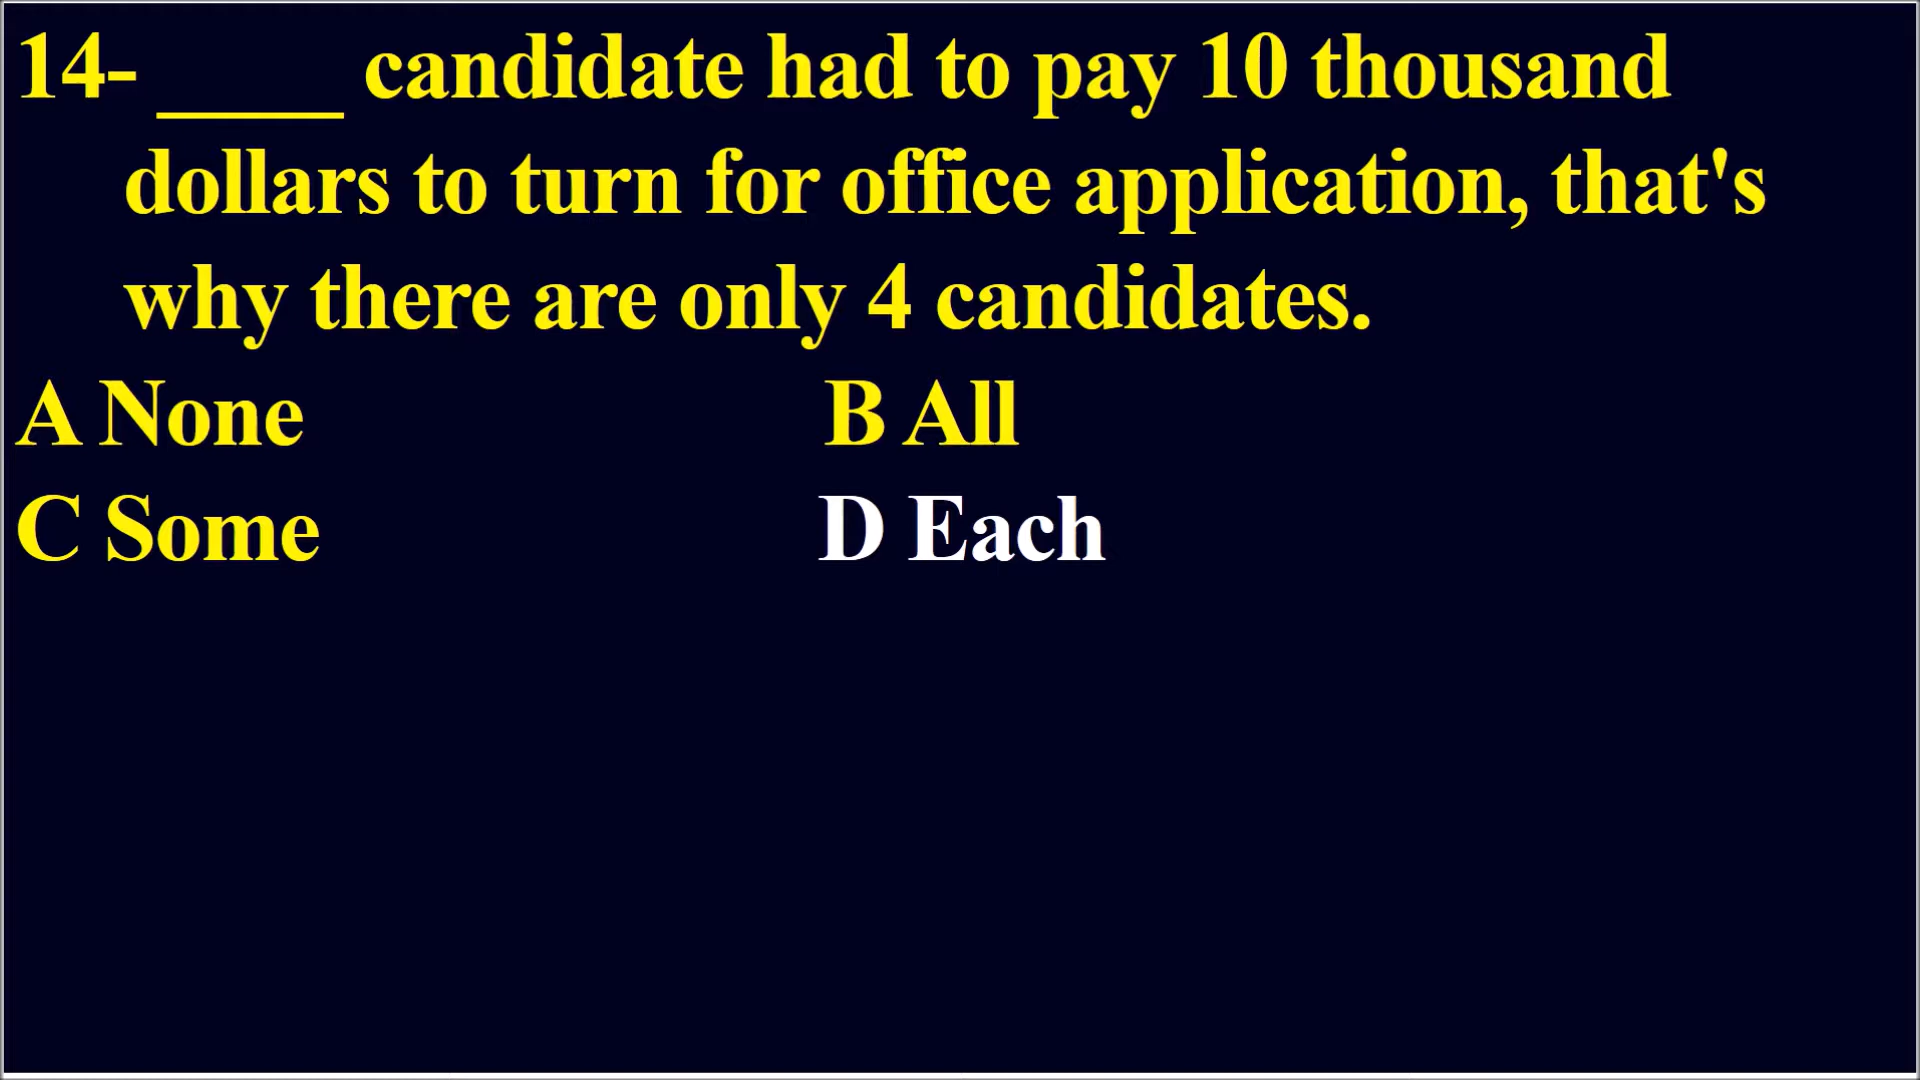 14- _____ candidate had to pay 10 thousand
dollars to turn for office application, that's
why there are only 4 candidates.
A None B All
C Some D Each